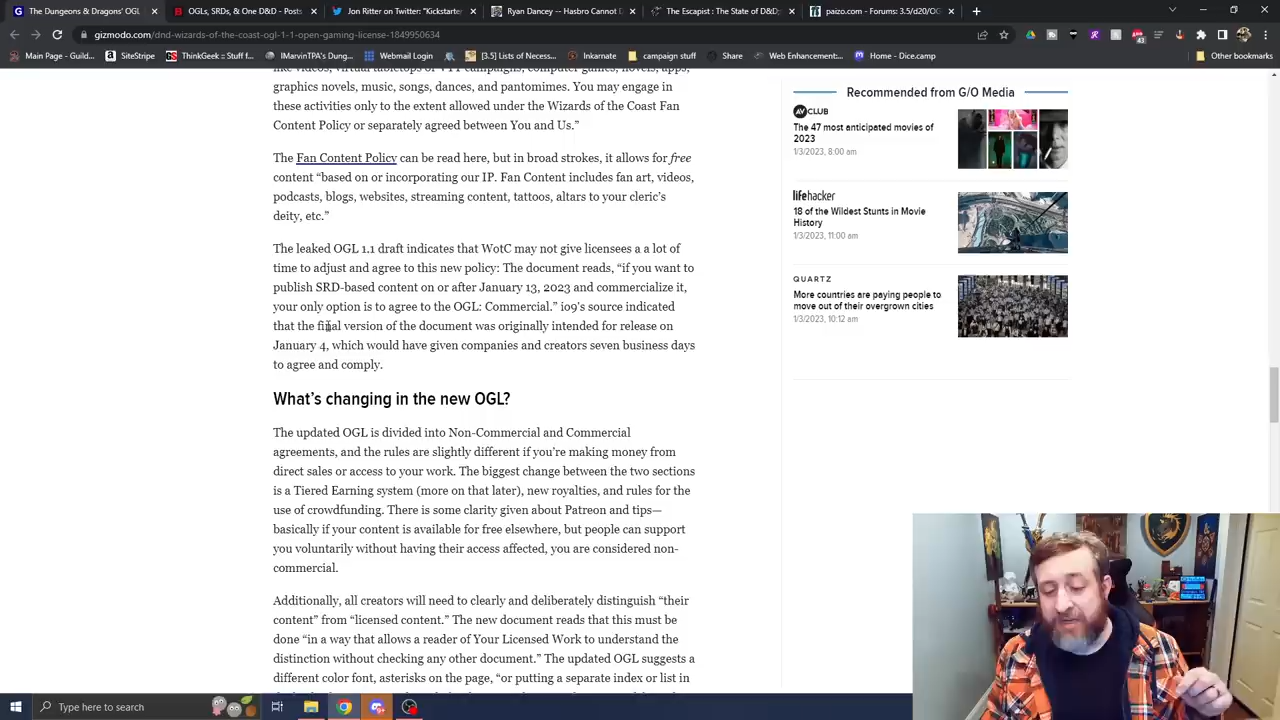 The Dungeons & Dragons' OGL
OGLs, SRDs, & One D&D - Posts
Jon Ritter on Twitter: "Kickstarte
Ryan Dancey -- Hasbro Cannot D
The Escapist : The State of D&D:
paizo.com - Forums: 3.5/d20/OG
gizmodo.com/dnd-wizards-of-the-coast-ogl-1-1-open-gaming-license-1849950634
Main Page - Guild...
SiteStripe
ThinkGeek :: Stuff f...
IMarvinTPA's Dung...
Webmail Login
[3.5] Lists of Necess...
Inkarnate
campaign stuff
Share
Web Enhancement:...
Home - Dice.camp
Other bookmarks
like videos, virtual tabletops or VTT campaigns, computer games, novels, apps,
graphics novels, music, songs, dances, and pantomimes. You may engage in
these activities only to the extent allowed under the Wizards of the Coast Fan
Content Policy or separately agreed between You and Us.”
The Fan Content Policy can be read here, but in broad strokes, it allows for free
content “based on or incorporating our IP. Fan Content includes fan art, videos,
podcasts, blogs, websites, streaming content, tattoos, altars to your cleric’s
deity, etc.”
The leaked OGL 1.1 draft indicates that WotC may not give licensees a a lot of
time to adjust and agree to this new policy: The document reads, “if you want to
publish SRD-based content on or after January 13, 2023 and commercialize it,
your only option is to agree to the OGL: Commercial.” io9’s source indicated
that the final version of the document was originally intended for release on
January 4, which would have given companies and creators seven business days
to agree and comply.
What’s changing in the new OGL?
The updated OGL is divided into Non-Commercial and Commercial
agreements, and the rules are slightly different if you’re making money from
direct sales or access to your work. The biggest change between the two sections
is a Tiered Earning system (more on that later), new royalties, and rules for the
use of crowdfunding. There is some clarity given about Patreon and tips—
basically if your content is available for free elsewhere, but people can support
you voluntarily without having their access affected, you are considered non-
commercial.
Additionally, all creators will need to clearly and deliberately distinguish “their
content” from “licensed content.” The new document reads that this must be
done “in a way that allows a reader of Your Licensed Work to understand the
distinction without checking any other document.” The updated OGL suggests a
different color font, asterisks on the page, “or putting a separate index or list in
Recommended from G/O Media
AV CLUB
The 47 most anticipated movies of
2023
1/3/2023, 8:00 am
lifehacker
18 of the Wildest Stunts in Movie
History
1/3/2023, 11:00 am
QUARTZ
More countries are paying people to
move out of their overgrown cities
1/3/2023, 10:12 am
Type here to search